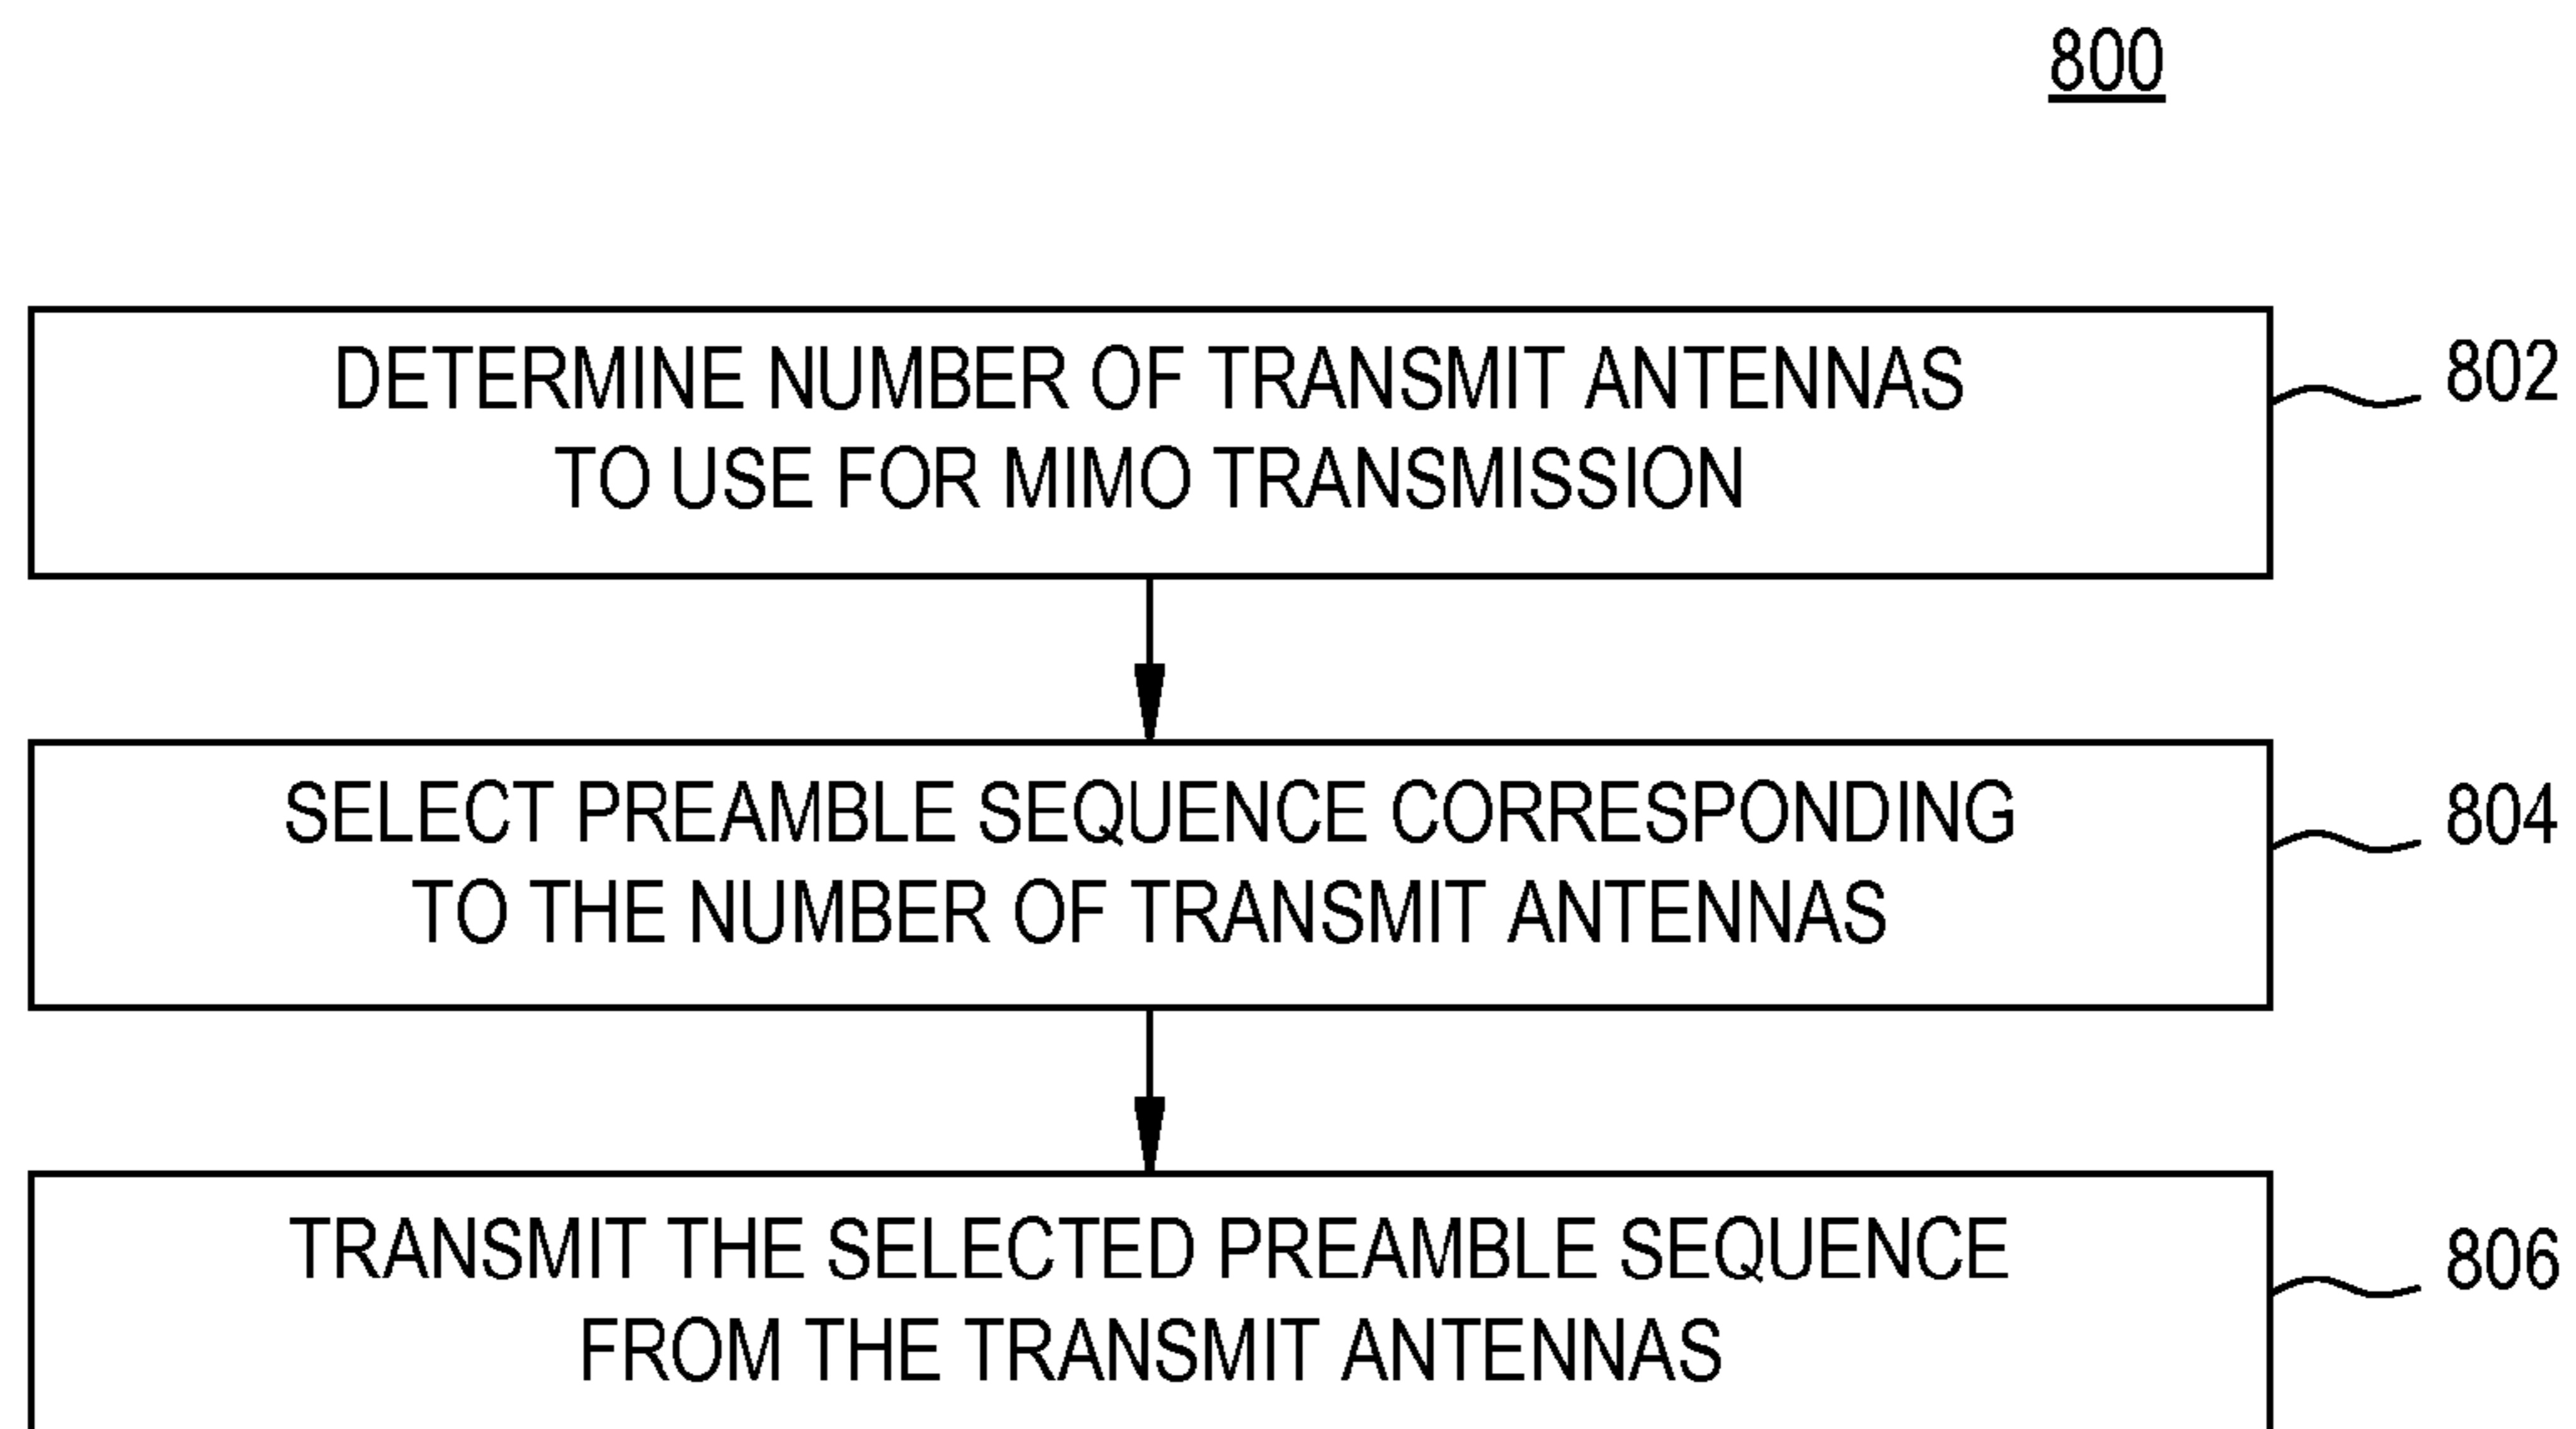 800
DETERMINE NUMBER OF TRANSMIT ANTENNAS
TO USE FOR MIMO TRANSMISSION
802
SELECT PREAMBLE SEQUENCE CORRESPONDING
TO THE NUMBER OF TRANSMIT ANTENNAS
804
TRANSMIT THE SELECTED PREAMBLE SEQUENCE
FROM THE TRANSMIT ANTENNAS
806